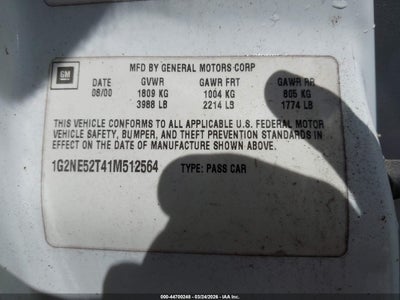 GM
MFD BY GENERAL MOTORS CORP
DATE GVWR GAWR FRT GAWR RR
08/00 1809 KG 1004 KG 805 KG
3988 LB 2214 LB 1774 LB
THIS VEHICLE CONFORMS TO ALL APPLICABLE U.S. FEDERAL MOTOR
VEHICLE SAFETY, BUMPER, AND THEFT PREVENTION STANDARDS IN
EFFECT ON THE DATE OF MANUFACTURE SHOWN ABOVE.
1G2NE52T41M512564 TYPE: PASS CAR
ID: 44700248 - 03/24/2026 - IAA, Inc.